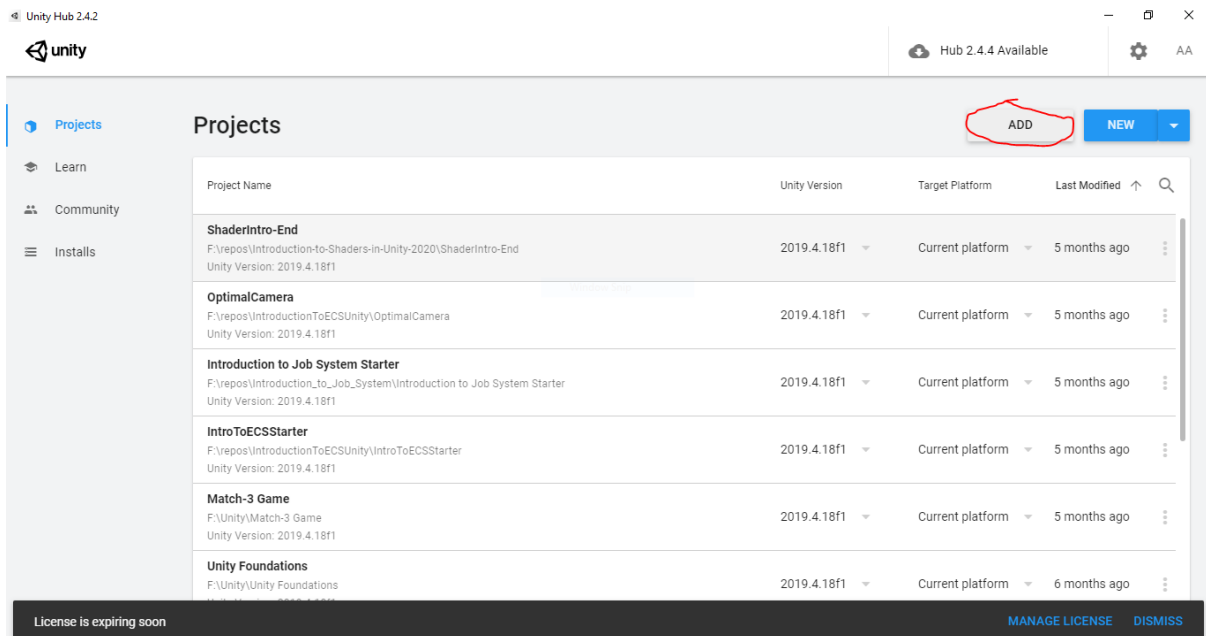 Unity Hub 2.4.2
unity
Hub 2.4.4 Available
AA
Projects
Learn
Community
Installs
Projects
ADD
NEW
Project Name
Unity Version
Target Platform
Last Modified
ShaderIntro-End
F:\repos\Introduction-to-Shaders-in-Unity-2020\ShaderIntro-End
Unity Version: 2019.4.18f1
2019.4.18f1
Current platform
5 months ago
OptimalCamera
F:\repos\IntroductionToECSUnity\OptimalCamera
Unity Version: 2019.4.18f1
2019.4.18f1
Current platform
5 months ago
Introduction to Job System Starter
F:\repos\Introduction_to_Job_System\Introduction to Job System Starter
Unity Version: 2019.4.18f1
2019.4.18f1
Current platform
5 months ago
IntroToECSStarter
F:\repos\IntroductionToECSUnity\IntroToECSStarter
Unity Version: 2019.4.18f1
2019.4.18f1
Current platform
5 months ago
Match-3 Game
F:\Unity\Match-3 Game
Unity Version: 2019.4.18f1
2019.4.18f1
Current platform
5 months ago
Unity Foundations
F:\Unity\Unity Foundations
2019.4.18f1
Current platform
6 months ago
License is expiring soon
MANAGE LICENSE
DISMISS